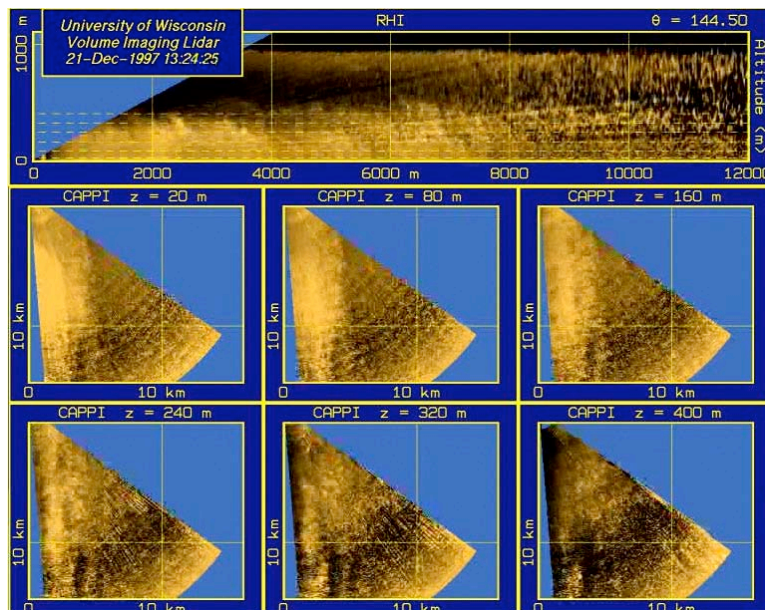 m
RHI
θ = 144.50
University of Wisconsin
Volume Imaging Lidar
21-Dec-1997 13:24:25
1000
0
Altitude (m)
0 2000 4000 m 6000 8000 10000 12000
CAPPI z = 20 m
CAPPI z = 80 m
CAPPI z = 160 m
10 km
10 km
10 km
0 10 km
0 10 km
0 10 km
CAPPI z = 240 m
CAPPI z = 320 m
CAPPI z = 400 m
10 km
10 km
10 km
0 10 km
0 10 km
0 10 km